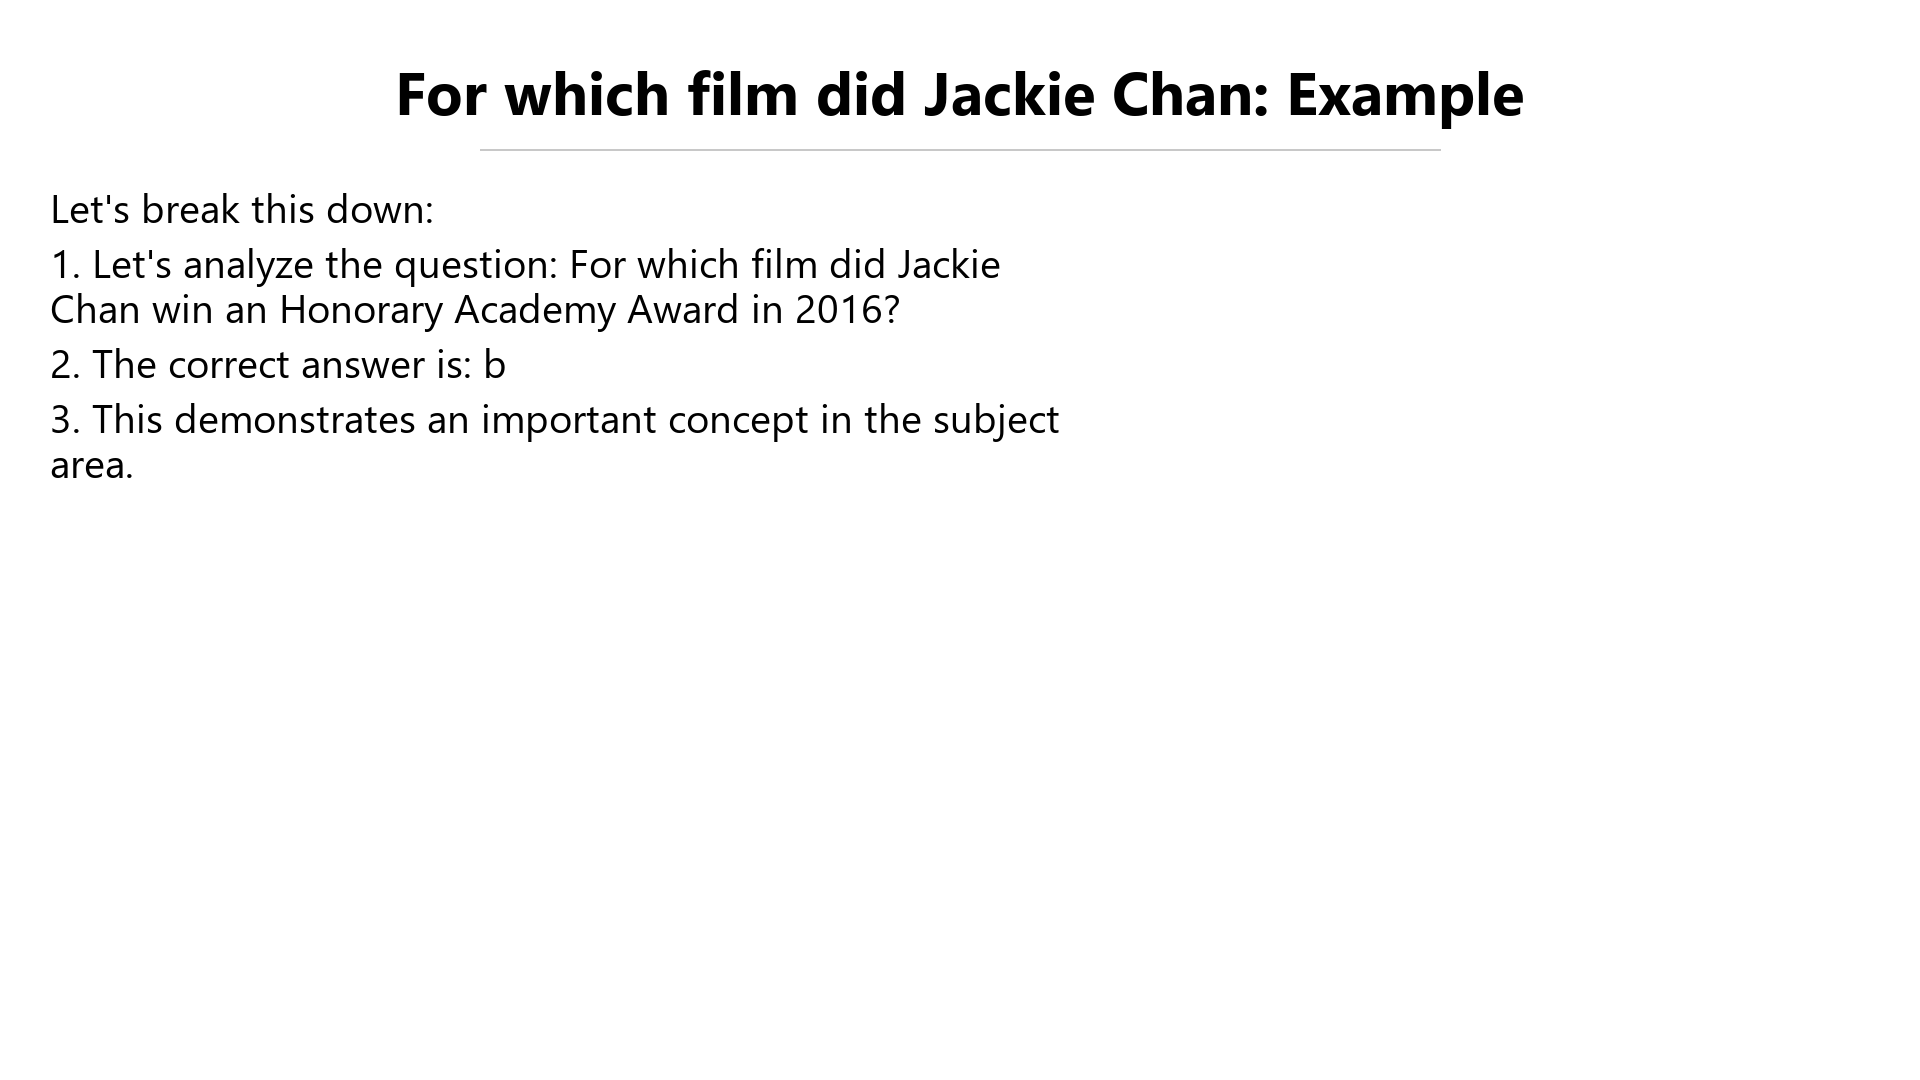 For which film did Jackie Chan: Example
Let's break this down:
1. Let's analyze the question: For which film did Jackie
Chan win an Honorary Academy Award in 2016?
2. The correct answer is: b
3. This demonstrates an important concept in the subject
area.